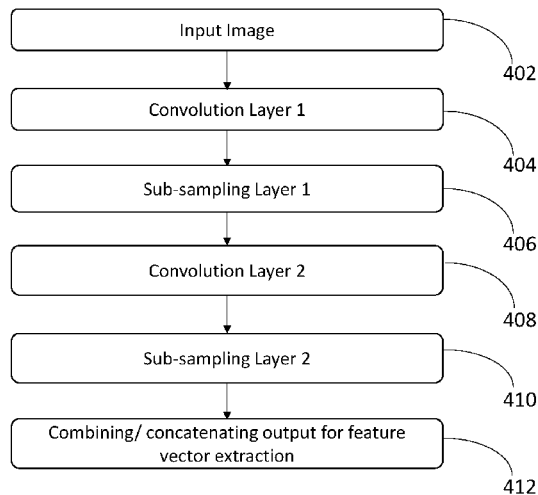 Input Image
402
Convolution Layer 1
404
Sub-sampling Layer 1
406
Convolution Layer 2
408
Sub-sampling Layer 2
410
Combining/ concatenating output for feature
vector extraction
412